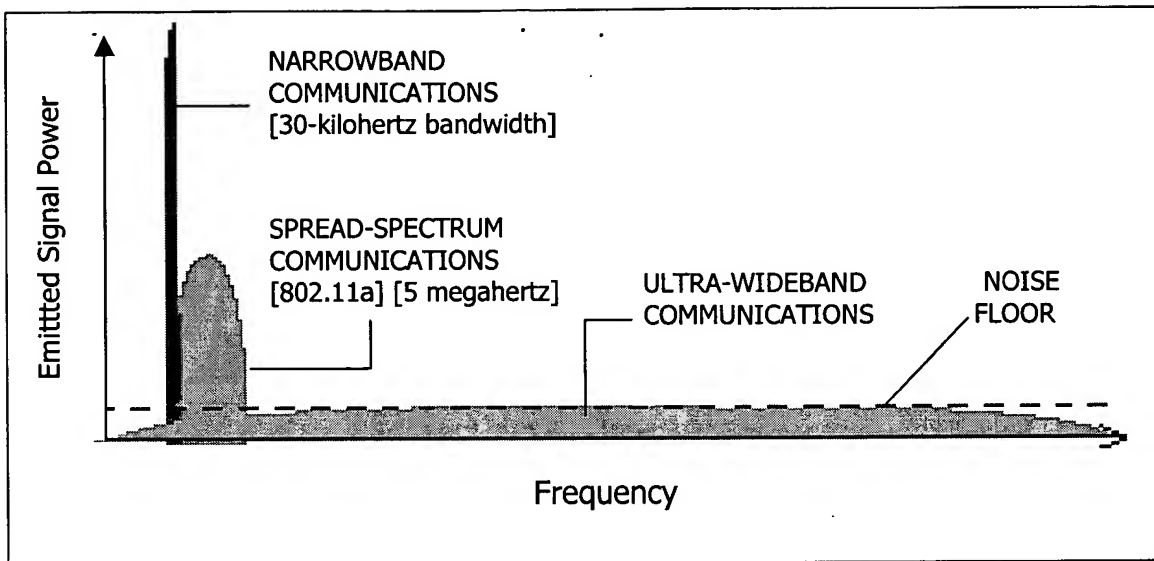 NARROWBAND
COMMUNICATIONS
[30-kilohertz bandwidth]
SPREAD-SPECTRUM
COMMUNICATIONS
[802.11a] [5 megahertz]
ULTRA-WIDEBAND
COMMUNICATIONS
NOISE
FLOOR
Emittted Signal Power
Frequency